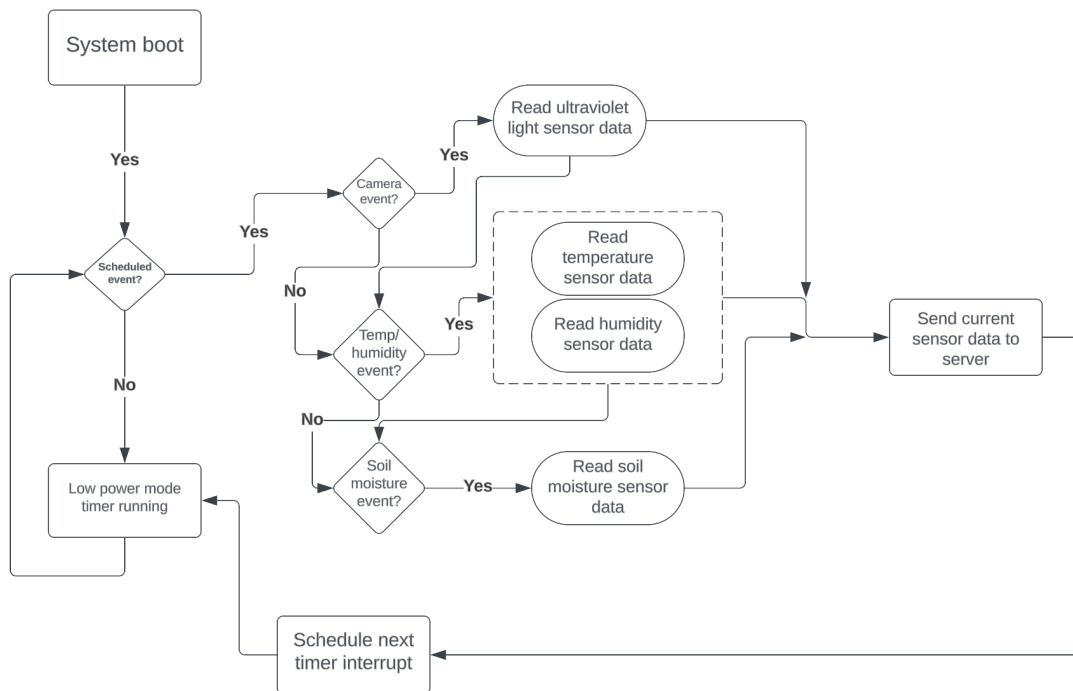 System boot
Yes
Scheduled
event?
No
Low power mode
timer running
Yes
Camera
event?
Yes
No
Read ultraviolet
light sensor data
Temp/
humidity
event?
Yes
No
Read
temperature
sensor data
Read humidity
sensor data
Soil
moisture
event?
Yes
Read soil
moisture sensor
data
Send current
sensor data to
server
Schedule next
timer interrupt